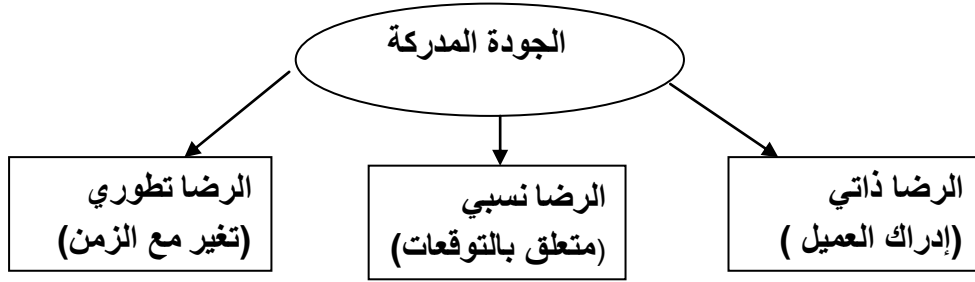 الجودة المدركة
الرضا ذاتي
(إدراك العميل )
الرضا نسبي
(متعلق بالتوقعات)
الرضا تطوري
(تغير مع الزمن)